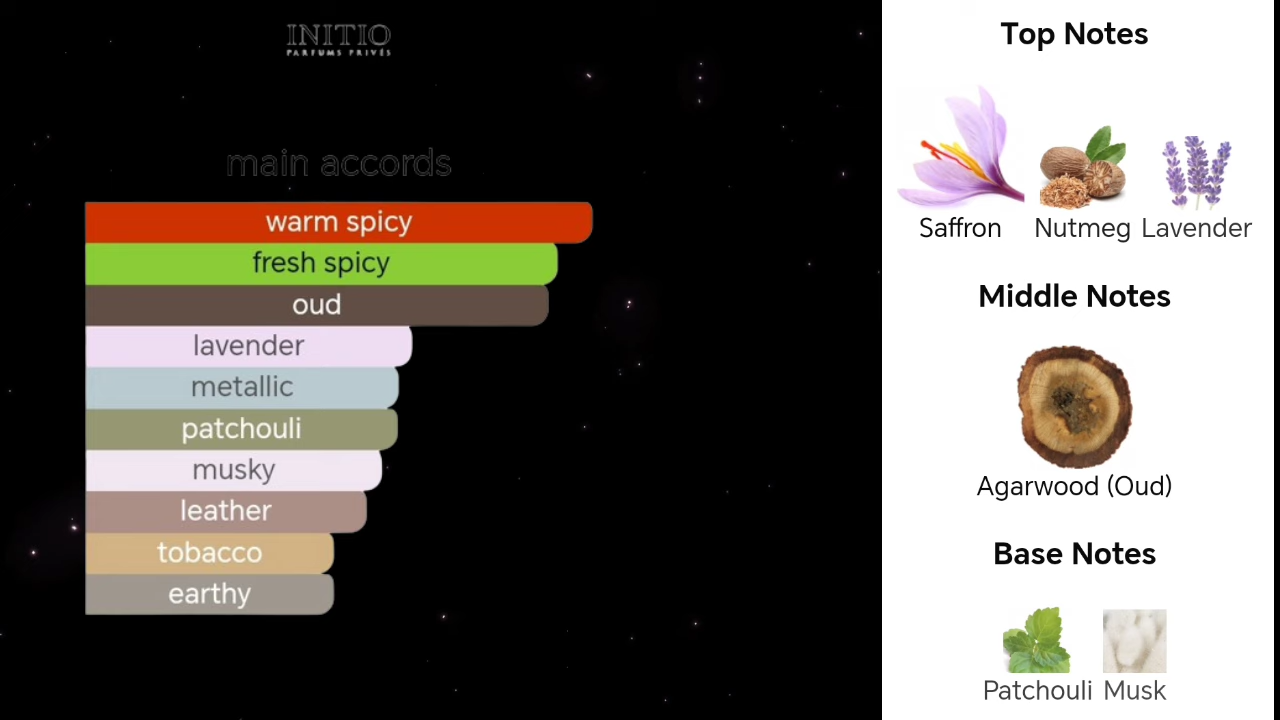 INITIO
PARFUMS PRIVÉS
main accords
warm spicy
fresh spicy
oud
lavender
metallic
patchouli
musky
leather
tobacco
earthy
Top Notes
Saffron Nutmeg Lavender
Middle Notes
Agarwood (Oud)
Base Notes
Patchouli Musk